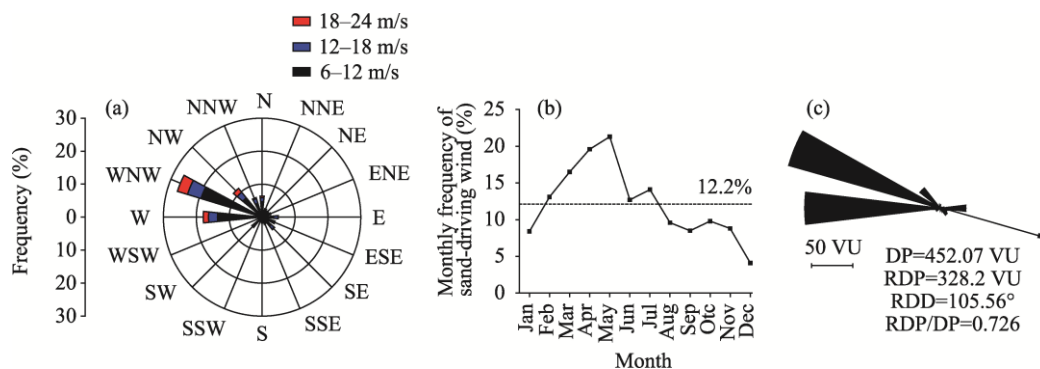 18–24 m/s
12–18 m/s
6–12 m/s
(a)
Frequency (%)
30
20
10
0
10
20
30
N
NNE
NE
ENE
E
ESE
SE
SSE
S
SSW
SW
WSW
W
WNW
NW
NNW
(b)
Monthly frequency of
sand-driving wind (%)
25
20
15
10
5
0
12.2%
Jan
Feb
Mar
Apr
May
Jun
Jul
Aug
Sep
Otc
Nov
Dec
Month
(c)
50 VU
DP=452.07 VU
RDP=328.2 VU
RDD=105.56°
RDP/DP=0.726